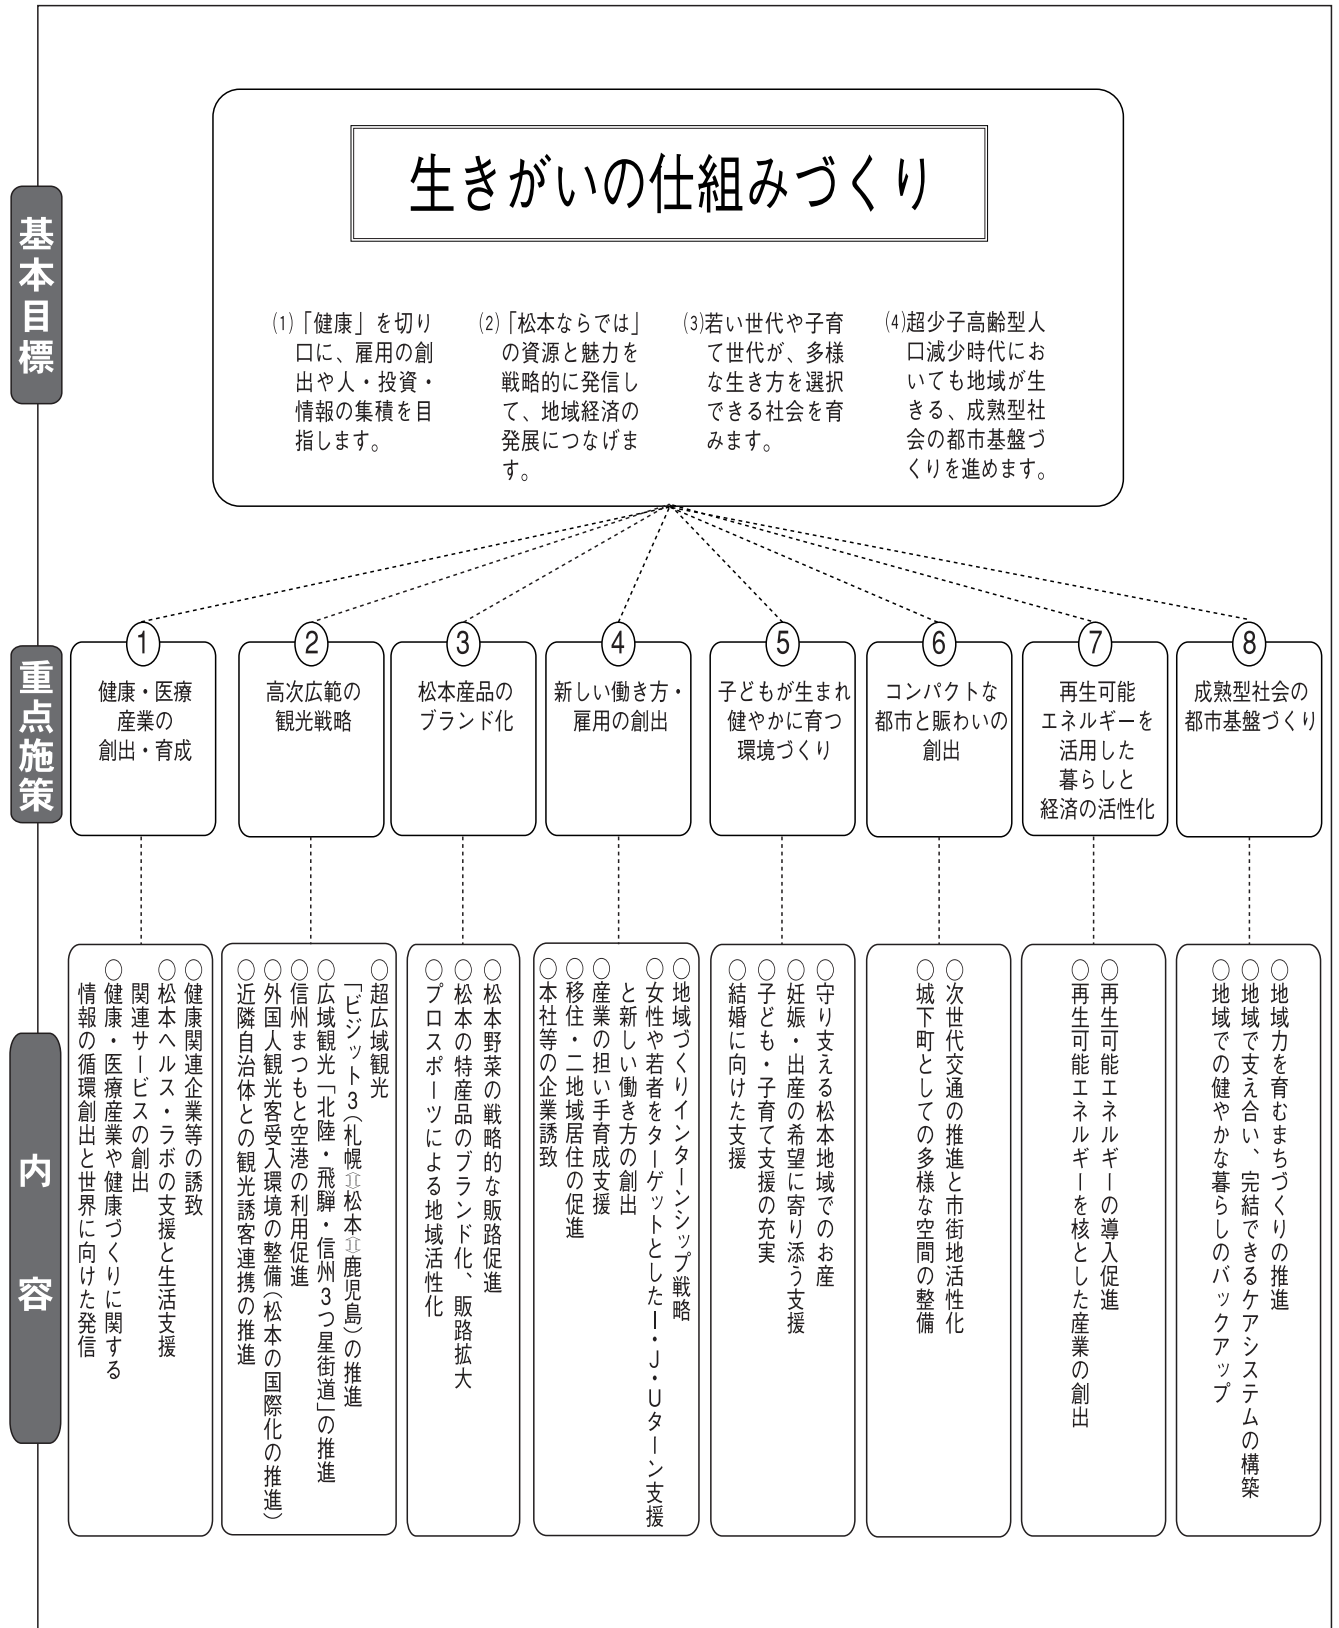 基本目標
生きがいの仕組みづくり
⑴「健康」を切り
口に、雇用の創
出や人・投資・
情報の集積を目
指します。
⑵「松本ならでは」
の資源と魅力を
戦略的に発信し
て、地域経済の
発展につなげま
す。
⑶若い世代や子育
て世代が、多様
な生き方を選択
できる社会を育
みます。
⑷超少子高齢型人
口減少時代にお
いても地域が生
きる、成熟型社
会の都市基盤づ
くりを進めます。
重点施策
1
健康・医療
産業の
創出・育成
2
高次広範の
観光戦略
3
松本産品の
ブランド化
4
新しい働き方・
雇用の創出
5
子どもが生まれ
健やかに育つ
環境づくり
6
コンパクトな
都市と賑わいの
創出
7
再生可能
エネルギーを
活用した
暮らしと
経済の活性化
8
成熟型社会の
都市基盤づくり
内容
○健康関連企業等の誘致
○松本ヘルス・ラボの支援と生活支援
関連サービスの創出
○健康・医療産業や健康づくりに関する
情報の循環創出と世界に向けた発信
○超広域観光
「ビジット3(札幌⇔松本⇔鹿児島)の推進
○広域観光「北陸・飛騨・信州3つ星街道」の推進
○信州まつもと空港の利用促進
○外国人観光客受入環境の整備(松本の国際化の推進)
○近隣自治体との観光誘客連携の推進
○松本野菜の戦略的な販路促進
○松本の特産品のブランド化、販路拡大
○プロスポーツによる地域活性化
○地域づくりインターンシップ戦略
○女性や若者をターゲットとしたI・J・Uターン支援
と新しい働き方の創出
○産業の担い手育成支援
○移住・二地域居住の促進
○本社等の企業誘致
○守り支える松本地域でのお産
○妊娠・出産の希望に寄り添う支援
○子ども・子育て支援の充実
○結婚に向けた支援
○次世代交通の推進と市街地活性化
○城下町としての多様な空間の整備
○再生可能エネルギーの導入促進
○再生可能エネルギーを核とした産業の創出
○地域力を育むまちづくりの推進
○地域で支え合い、完結できるケアシステムの構築
○地域での健やかな暮らしのバックアップ